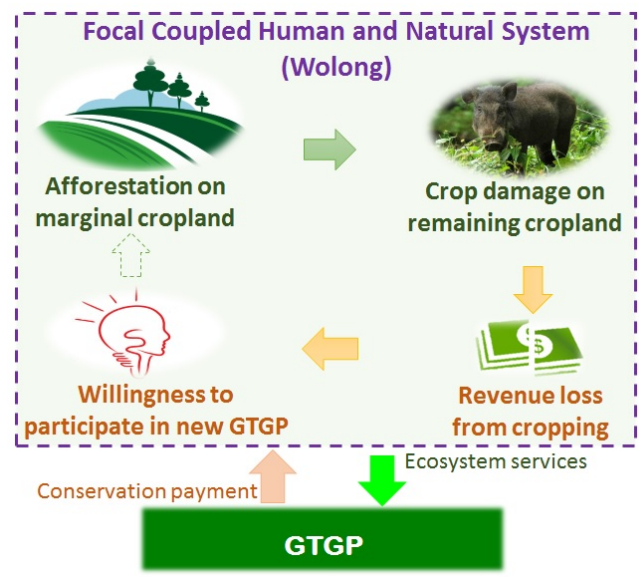 Focal Coupled Human and Natural System
(Wolong)
Afforestation on
marginal cropland
Crop damage on
remaining cropland
$
Willingness to
participate in new GTGP
Revenue loss
from cropping
Conservation payment
Ecosystem services
GTGP